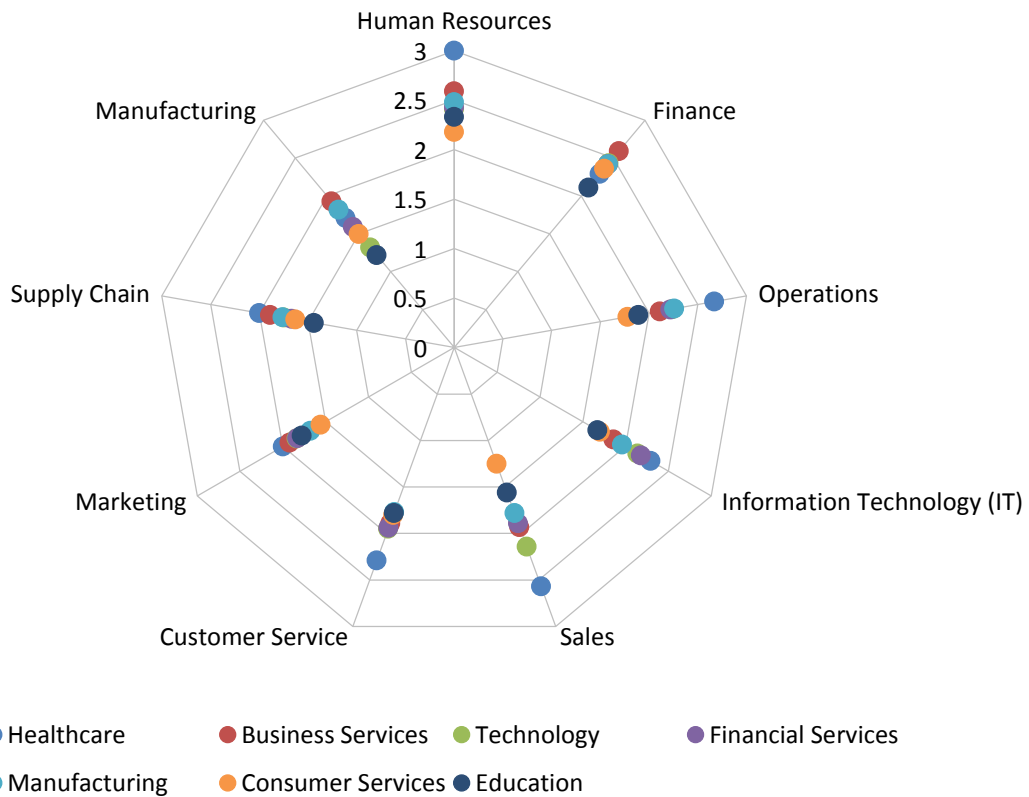 Human Resources
3
Manufacturing
Finance
2.5
2
1.5
1
Supply Chain
Operations
0.5
0
Marketing
Information Technology (IT)
Customer Service
Sales
Healthcare
Business Services
Technology
Financial Services
Manufacturing
Consumer Services
Education